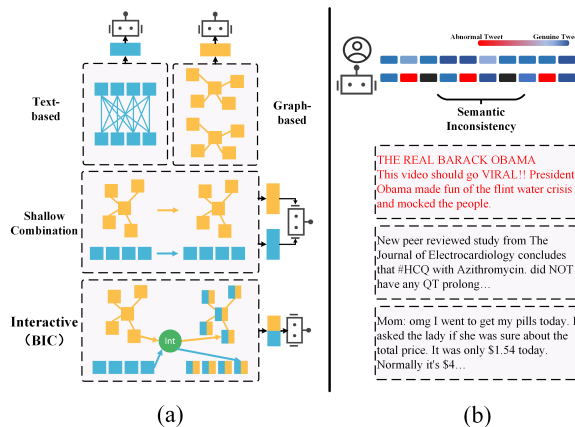 Text-
based
Graph-
based
Shallow
Combination
Interactive
(BIC)
Int
(a)
Abnormal Tweet
Genuine Twee
Semantic
Inconsistency
THE REAL BARACK OBAMA
This video should go VIRAL!! President
Obama made fun of the flint water crisis
and mocked the people.
New peer reviewed study from The
Journal of Electrocardiology concludes
that #HCQ with Azithromycin. did NOT
have any QT prolong…
Mom: omg I went to get my pills today. I
asked the lady if she was sure about the
total price. It was only $1.54 today.
Normally it's $4…
(b)